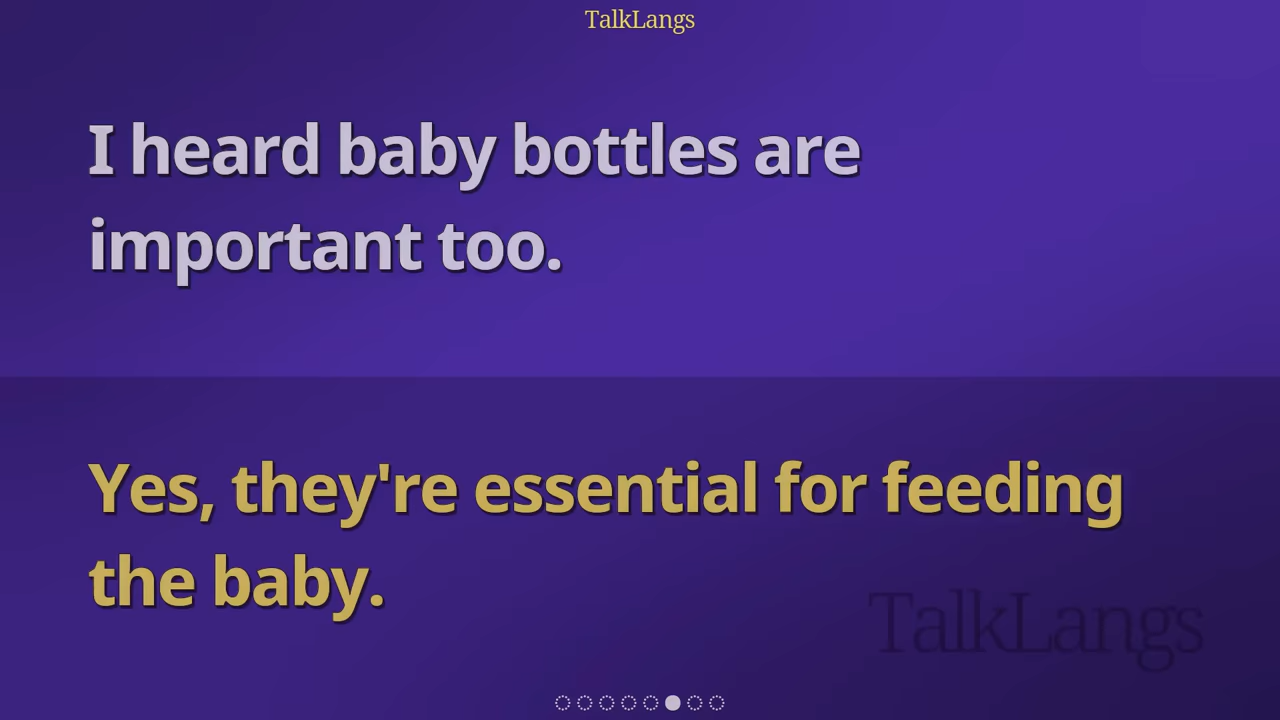 TalkLangs
I heard baby bottles are
important too.
Yes, they're essential for feeding
the baby.
TalkLangs